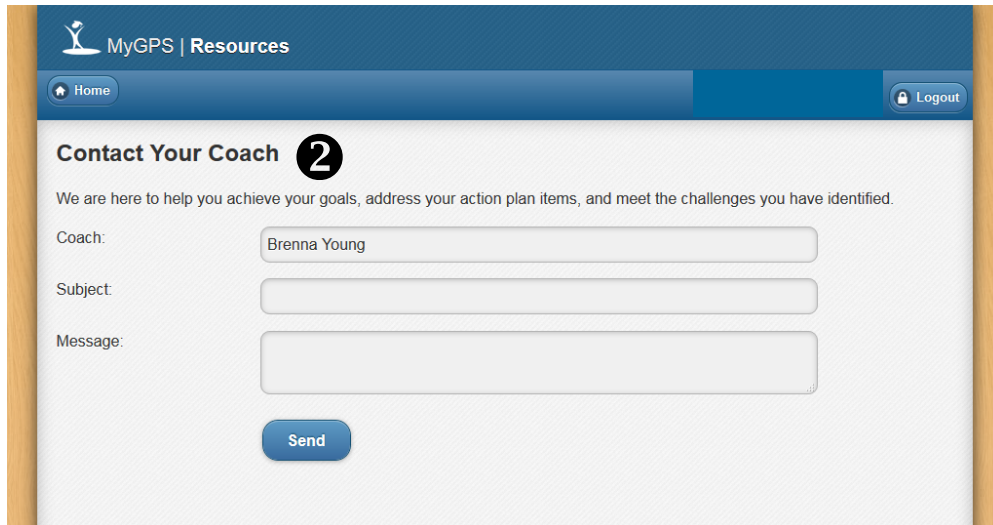 MyGPS | Resources
Home
Logout
Contact Your Coach 2
We are here to help you achieve your goals, address your action plan items, and meet the challenges you have identified.
Coach: Brenna Young
Subject:
Message:
Send